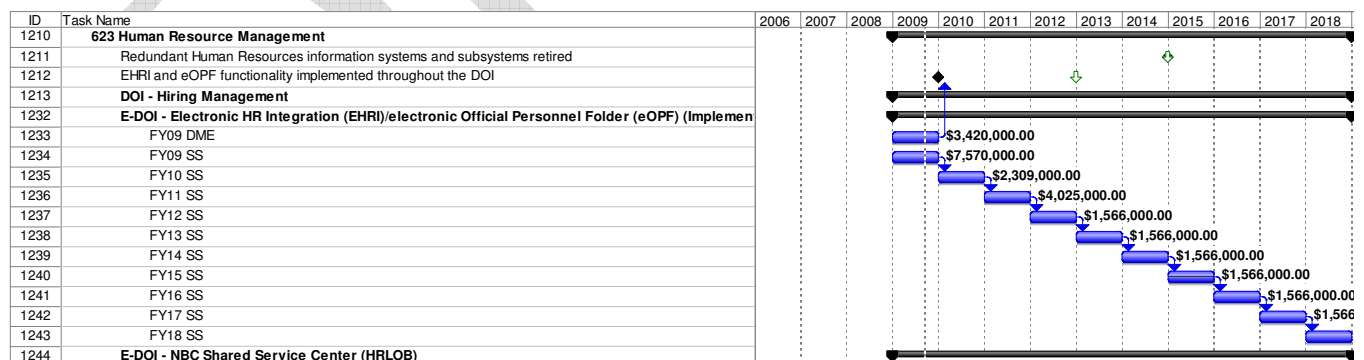 ID Task Name 2006 2007 2008 2009 2010 2011 2012 2013 2014 2015 2016 2017 2018
1210 623 Human Resource Management
1211 Redundant Human Resources information systems and subsystems retired
1212 EHRI and eOPF functionality implemented throughout the DOI
1213 DOI - Hiring Management
1232 E-DOI - Electronic HR Integration (EHRI)/electronic Official Personnel Folder (eOPF) (Implemen
1233 FY09 DME $3,420,000.00
1234 FY09 SS $7,570,000.00
1235 FY10 SS $2,309,000.00
1236 FY11 SS $4,025,000.00
1237 FY12 SS $1,566,000.00
1238 FY13 SS $1,566,000.00
1239 FY14 SS $1,566,000.00
1240 FY15 SS $1,566,000.00
1241 FY16 SS $1,566,000.00
1242 FY17 SS $1,566
1243 FY18 SS
1244 E-DOI - NBC Shared Service Center (HRLOB)